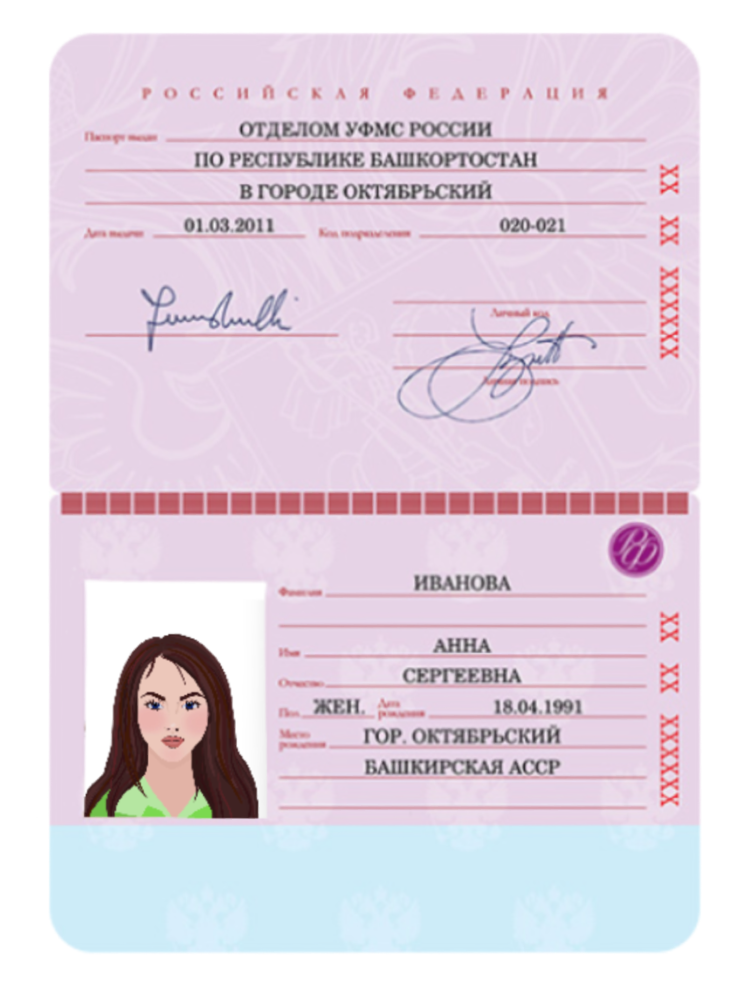 РОССИЙСКАЯ ФЕДЕРАЦИЯ
Паспорт выдан ОТДЕЛОМ УФМС РОССИИ
ПО РЕСПУБЛИКЕ БАШКОРТОСТАН
В ГОРОДЕ ОКТЯБРЬСКИЙ
Дата выдачи 01.03.2011 Код подразделения 020-021
Личный код
Личная подпись
XX XX XXXXXXX
РФ
Фамилия ИВАНОВА
Имя АННА
Отчество СЕРГЕЕВНА
Пол ЖЕН. Дата рождения 18.04.1991
Место рождения ГОР. ОКТЯБРЬСКИЙ
БАШКИРСКАЯ АССР
XX XX XXXXXXX